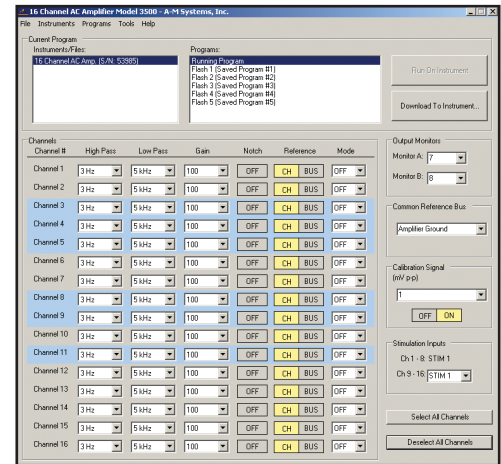 16 Channel AC Amplifier Model 3500 - A-M Systems, Inc.
File Instruments Programs Tools Help
Current Program
Instruments/Files:
16 Channel AC Amp. (S/N: 53985)
Programs:
Running Program
Flash 1 (Saved Program #1)
Flash 2 (Saved Program #2)
Flash 3 (Saved Program #3)
Flash 4 (Saved Program #4)
Flash 5 (Saved Program #5)
Run On Instrument
Download To Instrument...
Channels
Channel # High Pass Low Pass Gain Notch Reference Mode
Channel 1 3 Hz 5 kHz 100 OFF CH BUS OFF
Channel 2 3 Hz 5 kHz 100 OFF CH BUS OFF
Channel 3 3 Hz 5 kHz 100 OFF CH BUS OFF
Channel 4 3 Hz 5 kHz 100 OFF CH BUS OFF
Channel 5 3 Hz 5 kHz 100 OFF CH BUS OFF
Channel 6 3 Hz 5 kHz 100 OFF CH BUS OFF
Channel 7 3 Hz 5 kHz 100 OFF CH BUS OFF
Channel 8 3 Hz 5 kHz 100 OFF CH BUS OFF
Channel 9 3 Hz 5 kHz 100 OFF CH BUS OFF
Channel 10 3 Hz 5 kHz 100 OFF CH BUS OFF
Channel 11 3 Hz 5 kHz 100 OFF CH BUS OFF
Channel 12 3 Hz 5 kHz 100 OFF CH BUS OFF
Channel 13 3 Hz 5 kHz 100 OFF CH BUS OFF
Channel 14 3 Hz 5 kHz 100 OFF CH BUS OFF
Channel 15 3 Hz 5 kHz 100 OFF CH BUS OFF
Channel 16 3 Hz 5 kHz 100 OFF CH BUS OFF
Output Monitors
Monitor A: 7
Monitor B: 8
Common Reference Bus
Amplifier Ground
Calibration Signal
(mV p-p)
1
OFF ON
Stimulation Inputs
Ch 1 - 8: STIM 1
Ch 9 - 16: STIM 1
Select All Channels
Deselect All Channels